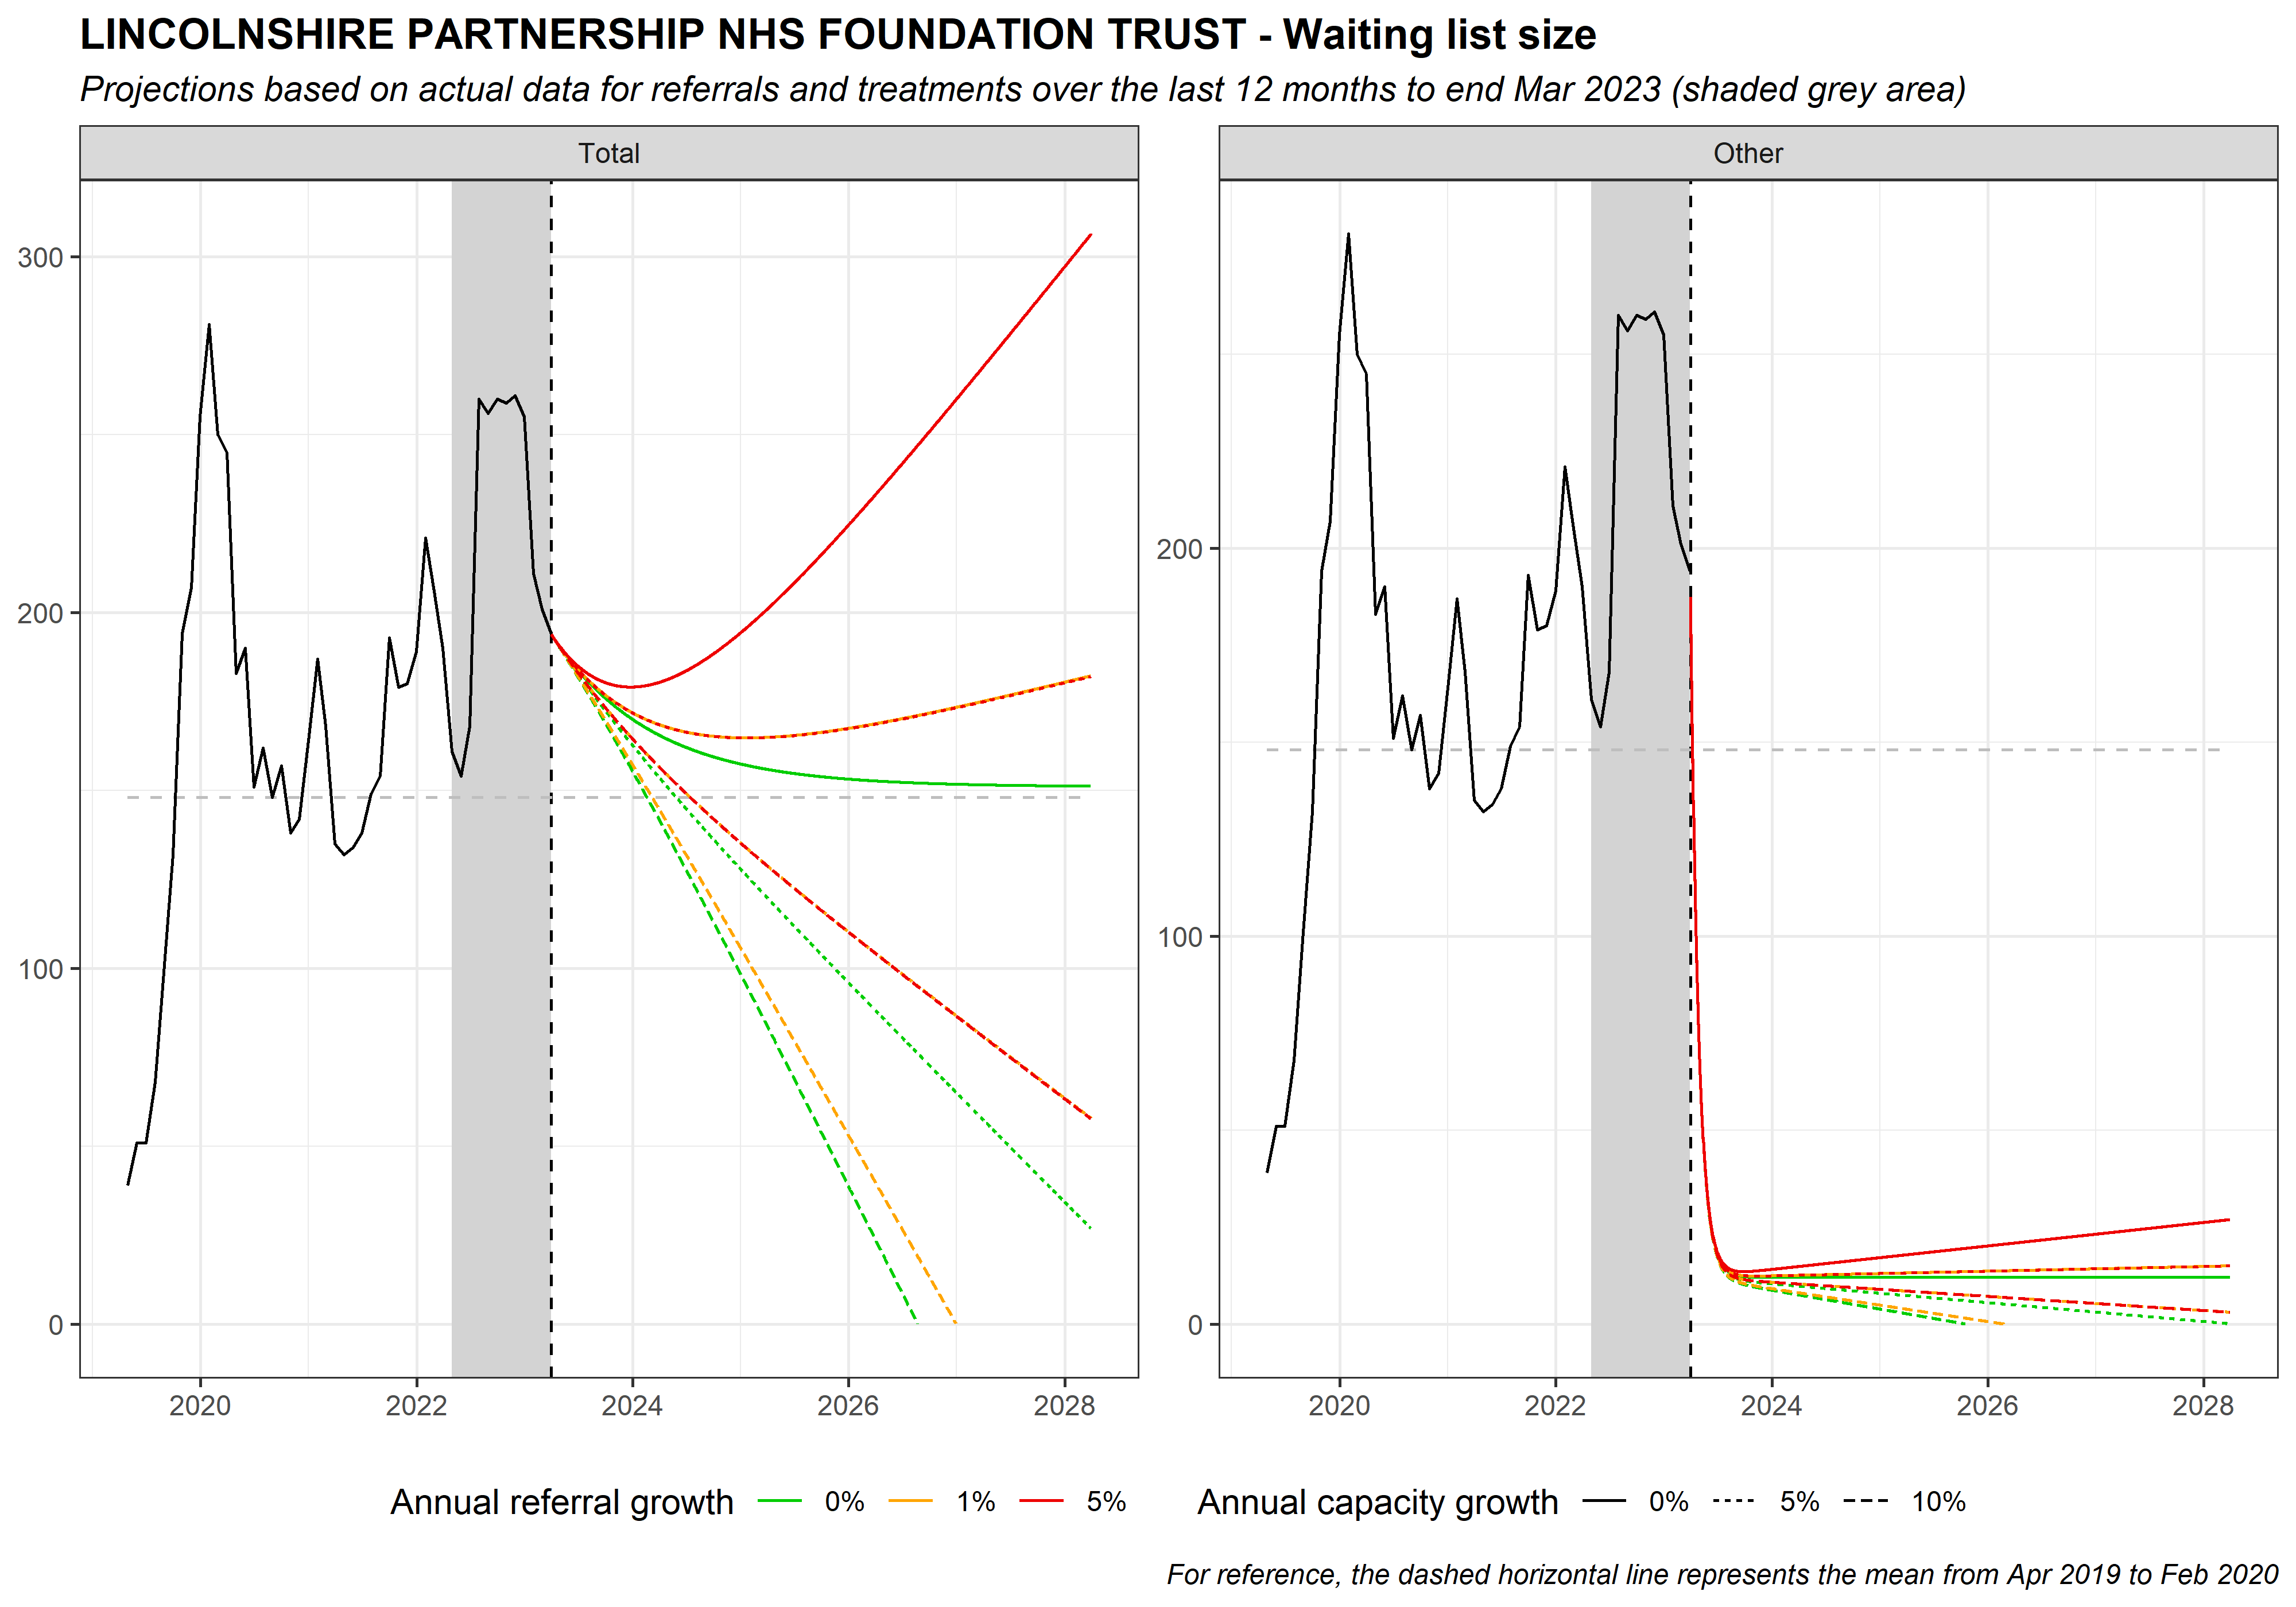 LINCOLNSHIRE PARTNERSHIP NHS FOUNDATION TRUST - Waiting list size
Projections based on actual data for referrals and treatments over the last 12 months to end Mar 2023 (shaded grey area)
Total
Other
300
200
100
0
200
100
0
2020 2022 2024 2026 2028
2020 2022 2024 2026 2028
Annual referral growth 0% 1% 5%
Annual capacity growth 0% 5% 10%
For reference, the dashed horizontal line represents the mean from Apr 2019 to Feb 2020